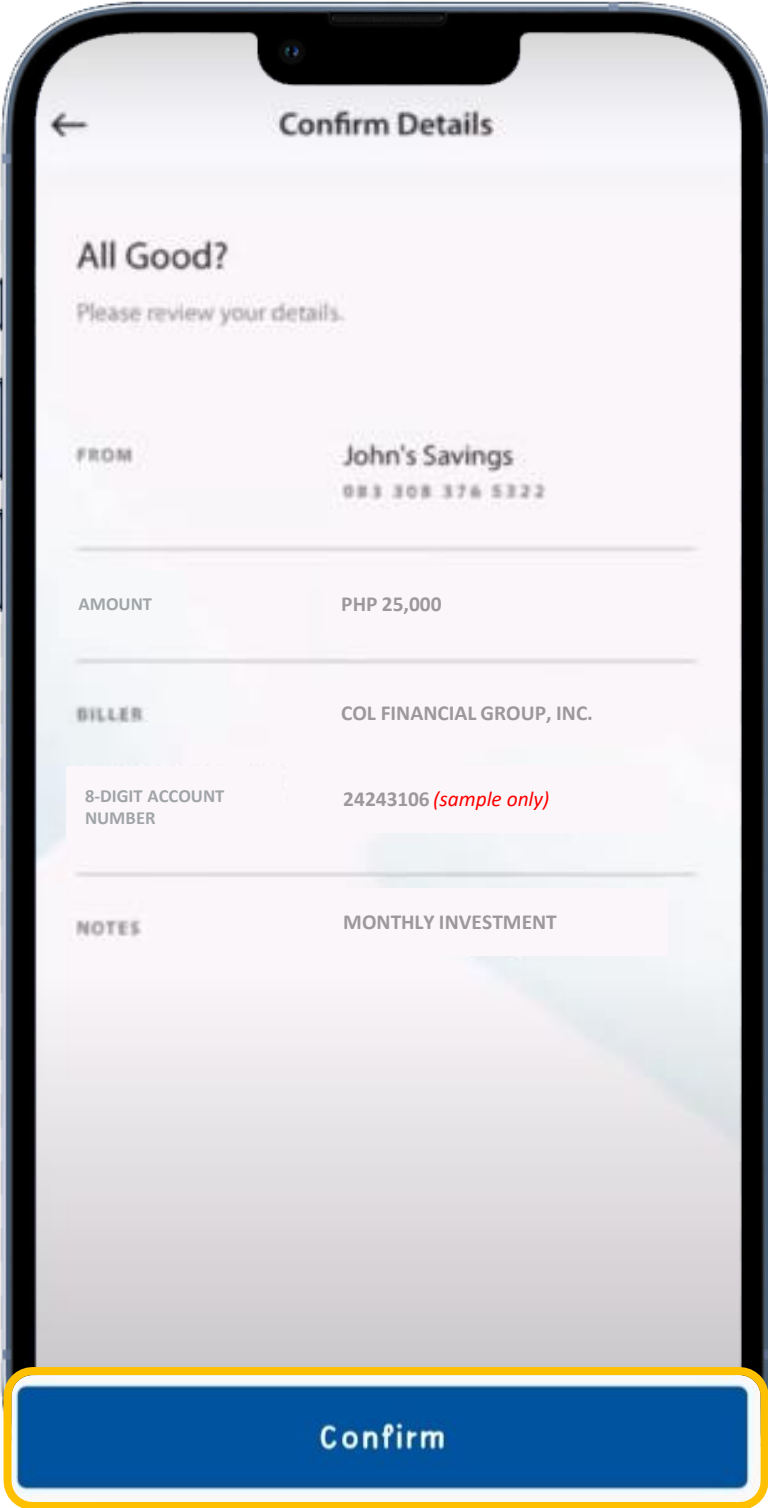 Confirm Details
All Good?
Please review your details.
FROM John's Savings
083 308 376 5322
AMOUNT PHP 25,000
BILLER COL FINANCIAL GROUP, INC.
8-DIGIT ACCOUNT NUMBER 24243106 (sample only)
NOTES MONTHLY INVESTMENT
Confirm